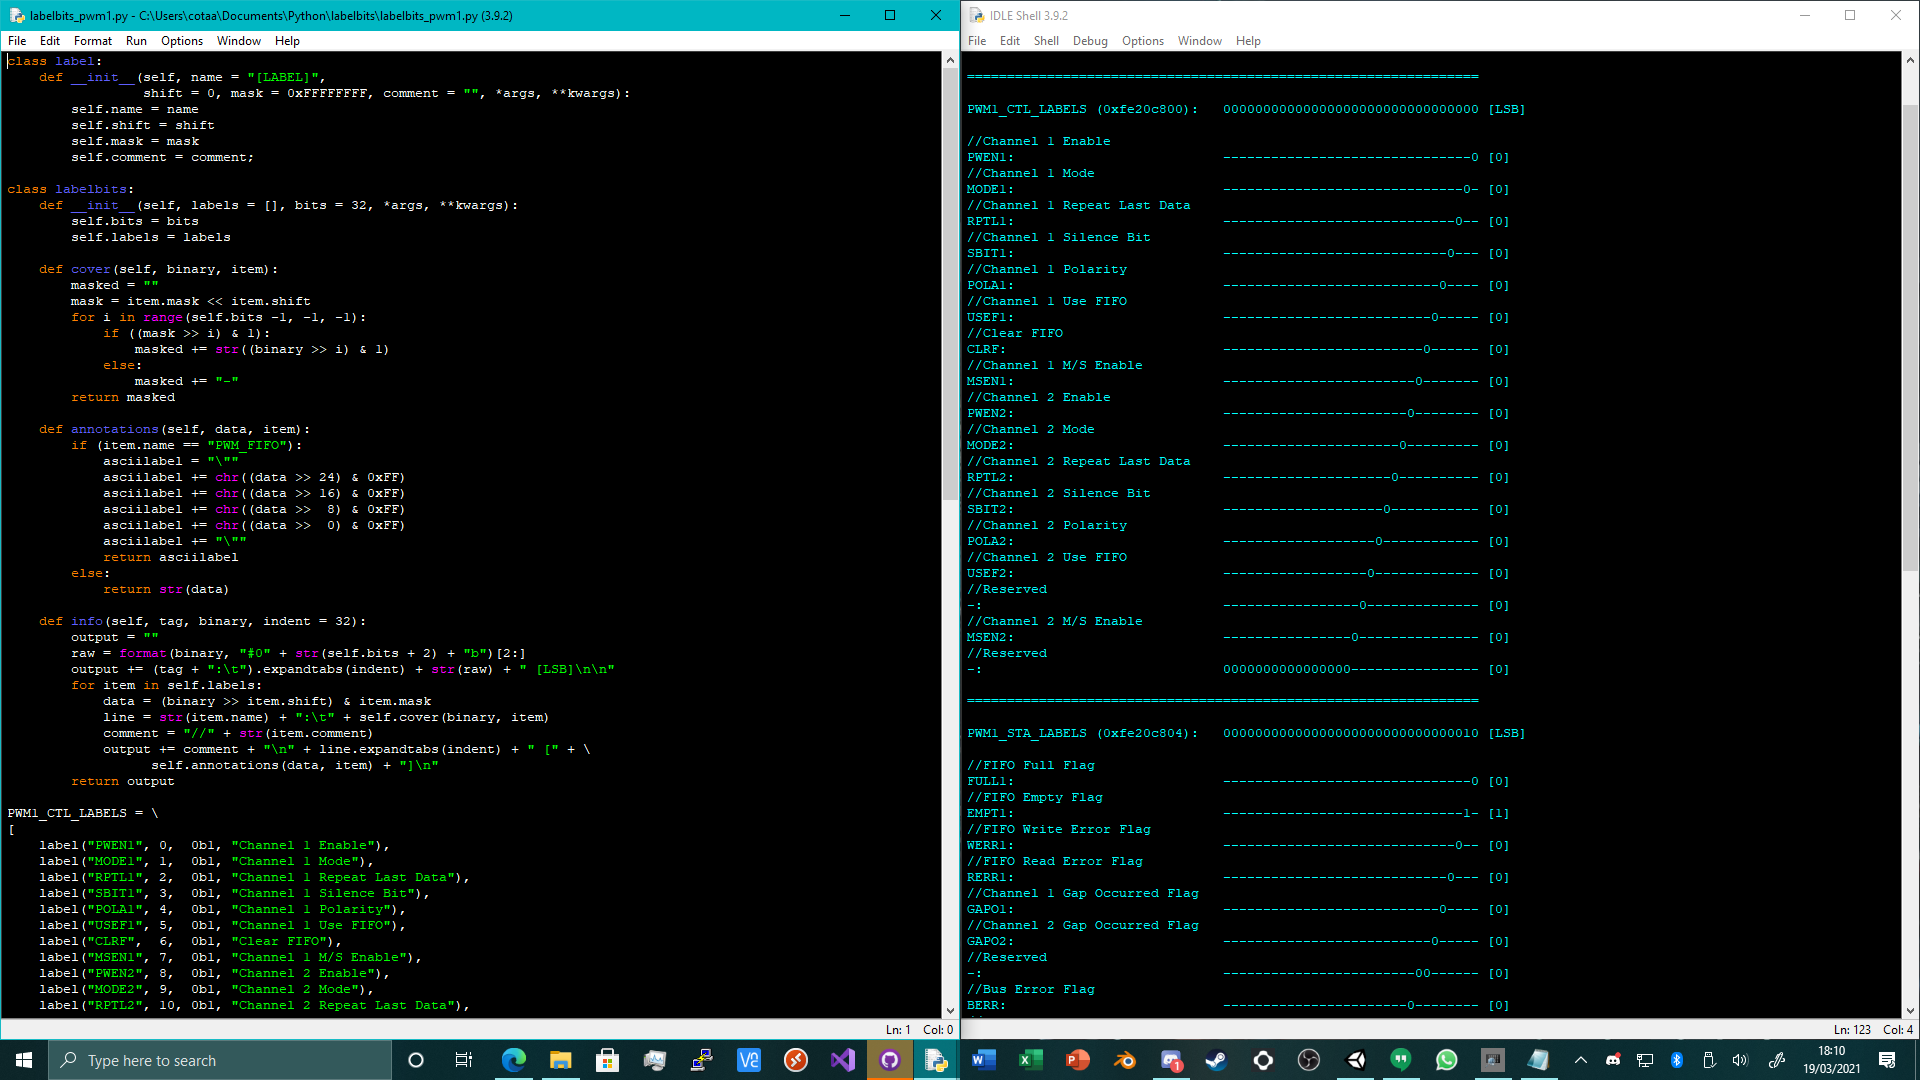 labelbits_pwm1.py - C:\Users\cotaa\Documents\Python\labelbits\labelbits_pwm1.py (3.9.2)
File Edit Format Run Options Window Help
class label:
    def __init__(self, name = "[LABEL]",
                 shift = 0, mask = 0xFFFFFFFF, comment = "", *args, **kwargs):
        self.name = name
        self.shift = shift
        self.mask = mask
        self.comment = comment;
class labelbits:
    def __init__(self, labels = [], bits = 32, *args, **kwargs):
        self.bits = bits
        self.labels = labels
    def cover(self, binary, item):
        masked = ""
        mask = item.mask << item.shift
        for i in range(self.bits -1, -1, -1):
            if ((mask >> i) & 1):
                masked += str((binary >> i) & 1)
            else:
                masked += "-"
        return masked
    def annotations(self, data, item):
        if (item.name == "PWM_FIFO"):
            asciilabel = "\""
            asciilabel += chr((data >> 24) & 0xFF)
            asciilabel += chr((data >> 16) & 0xFF)
            asciilabel += chr((data >>  8) & 0xFF)
            asciilabel += chr((data >>  0) & 0xFF)
            asciilabel += "\""
            return asciilabel
        else:
            return str(data)
    def info(self, tag, binary, indent = 32):
        output = ""
        raw = format(binary, "#0" + str(self.bits + 2) + "b")[2:]
        output += (tag + ":\t").expandtabs(indent) + str(raw) + " [LSB]\n\n"
        for item in self.labels:
            data = (binary >> item.shift) & item.mask
            line = str(item.name) + ":\t" + self.cover(binary, item)
            comment = "//" + str(item.comment)
            output += comment + "\n" + line.expandtabs(indent) + " [" + \
                  self.annotations(data, item) + "]\n"
        return output
PWM1_CTL_LABELS = \
[
    label("PWEN1", 0,  0b1, "Channel 1 Enable"),
    label("MODE1", 1,  0b1, "Channel 1 Mode"),
    label("RPTL1", 2,  0b1, "Channel 1 Repeat Last Data"),
    label("SBIT1", 3,  0b1, "Channel 1 Silence Bit"),
    label("POLA1", 4,  0b1, "Channel 1 Polarity"),
    label("USEF1", 5,  0b1, "Channel 1 Use FIFO"),
    label("CLRF",  6,  0b1, "Clear FIFO"),
    label("MSEN1", 7,  0b1, "Channel 1 M/S Enable"),
    label("PWEN2", 8,  0b1, "Channel 2 Enable"),
    label("MODE2", 9,  0b1, "Channel 2 Mode"),
    label("RPTL2", 10, 0b1, "Channel 2 Repeat Last Data"),
Ln: 1 Col: 0
IDLE Shell 3.9.2
File Edit Shell Debug Options Window Help
================================================================
PWM1_CTL_LABELS (0xfe20c800):   00000000000000000000000000000000 [LSB]
//Channel 1 Enable
PWEN1:                          -------------------------------0 [0]
//Channel 1 Mode
MODE1:                          ------------------------------0- [0]
//Channel 1 Repeat Last Data
RPTL1:                          -----------------------------0-- [0]
//Channel 1 Silence Bit
SBIT1:                          ----------------------------0--- [0]
//Channel 1 Polarity
POLA1:                          ---------------------------0---- [0]
//Channel 1 Use FIFO
USEF1:                          --------------------------0----- [0]
//Clear FIFO
CLRF:                           -------------------------0------ [0]
//Channel 1 M/S Enable
MSEN1:                          ------------------------0------- [0]
//Channel 2 Enable
PWEN2:                          -----------------------0-------- [0]
//Channel 2 Mode
MODE2:                          ----------------------0--------- [0]
//Channel 2 Repeat Last Data
RPTL2:                          ---------------------0---------- [0]
//Channel 2 Silence Bit
SBIT2:                          --------------------0----------- [0]
//Channel 2 Polarity
POLA2:                          -------------------0------------ [0]
//Channel 2 Use FIFO
USEF2:                          ------------------0------------- [0]
//Reserved
-:                              -----------------0-------------- [0]
//Channel 2 M/S Enable
MSEN2:                          ----------------0--------------- [0]
//Reserved
-:                              0000000000000000---------------- [0]
================================================================
PWM1_STA_LABELS (0xfe20c804):   00000000000000000000000000000010 [LSB]
//FIFO Full Flag
FULL1:                          -------------------------------0 [0]
//FIFO Empty Flag
EMPT1:                          ------------------------------1- [1]
//FIFO Write Error Flag
WERR1:                          -----------------------------0-- [0]
//FIFO Read Error Flag
RERR1:                          ----------------------------0--- [0]
//Channel 1 Gap Occurred Flag
GAPO1:                          ---------------------------0---- [0]
//Channel 2 Gap Occurred Flag
GAPO2:                          --------------------------0----- [0]
//Reserved
-:                              ------------------------00------ [0]
//Bus Error Flag
BERR:                           -----------------------0-------- [0]
Ln: 123 Col: 4
Type here to search
18:10
19/03/2021